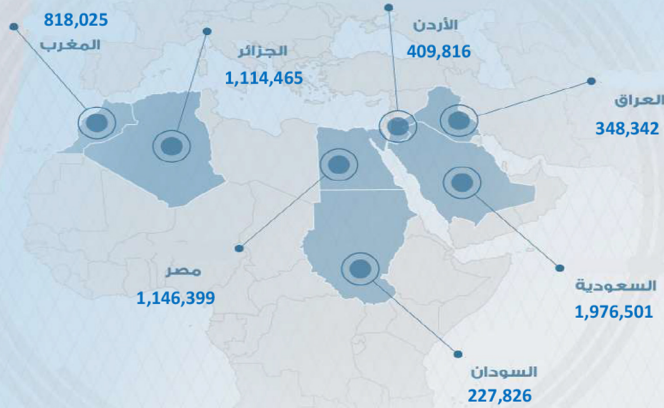 818,025
المغرب
الجزائر
1,114,465
الأردن
409,816
العراق
348,342
مصر
1,146,399
السعودية
1,976,501
السودان
227,826